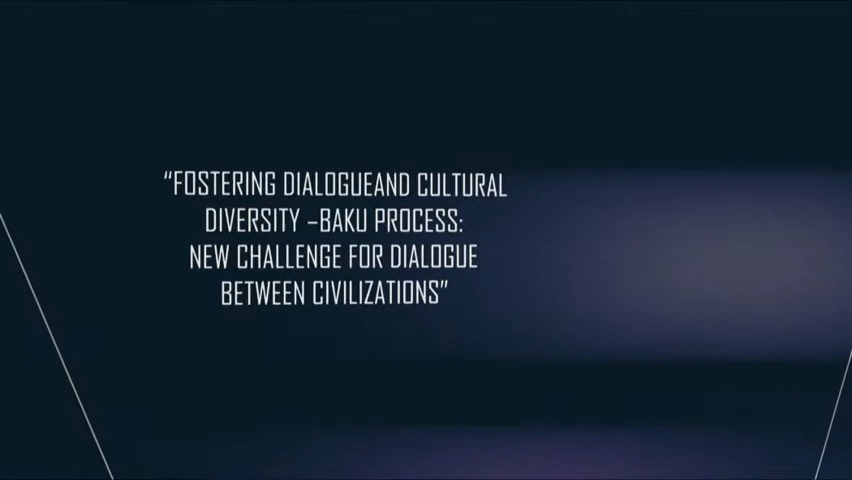 “FOSTERING DIALOGUEAND CULTURAL
DIVERSITY –BAKU PROCESS:
NEW CHALLENGE FOR DIALOGUE
BETWEEN CIVILIZATIONS”